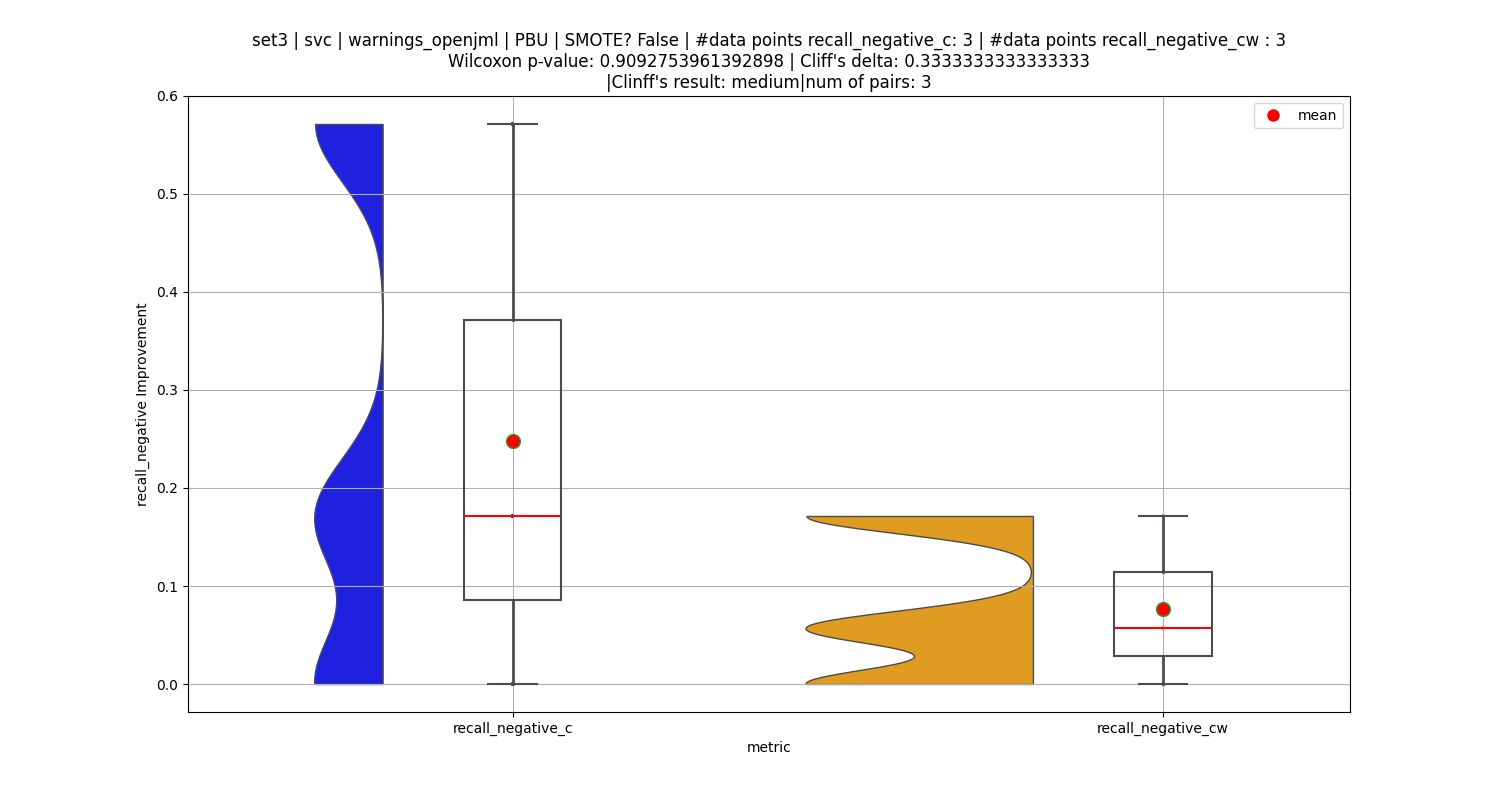 set3 | svc | warnings_openjml | PBU | SMOTE? False | #data points recall_negative_c: 3 | #data points recall_negative_cw : 3
Wilcoxon p-value: 0.9092753961392898 | Cliff's delta: 0.3333333333333333
|Clinff's result: medium|num of pairs: 3
mean
0.6
0.5
0.4
0.3
0.2
0.1
0.0
recall_negative Improvement
recall_negative_c
recall_negative_cw
metric